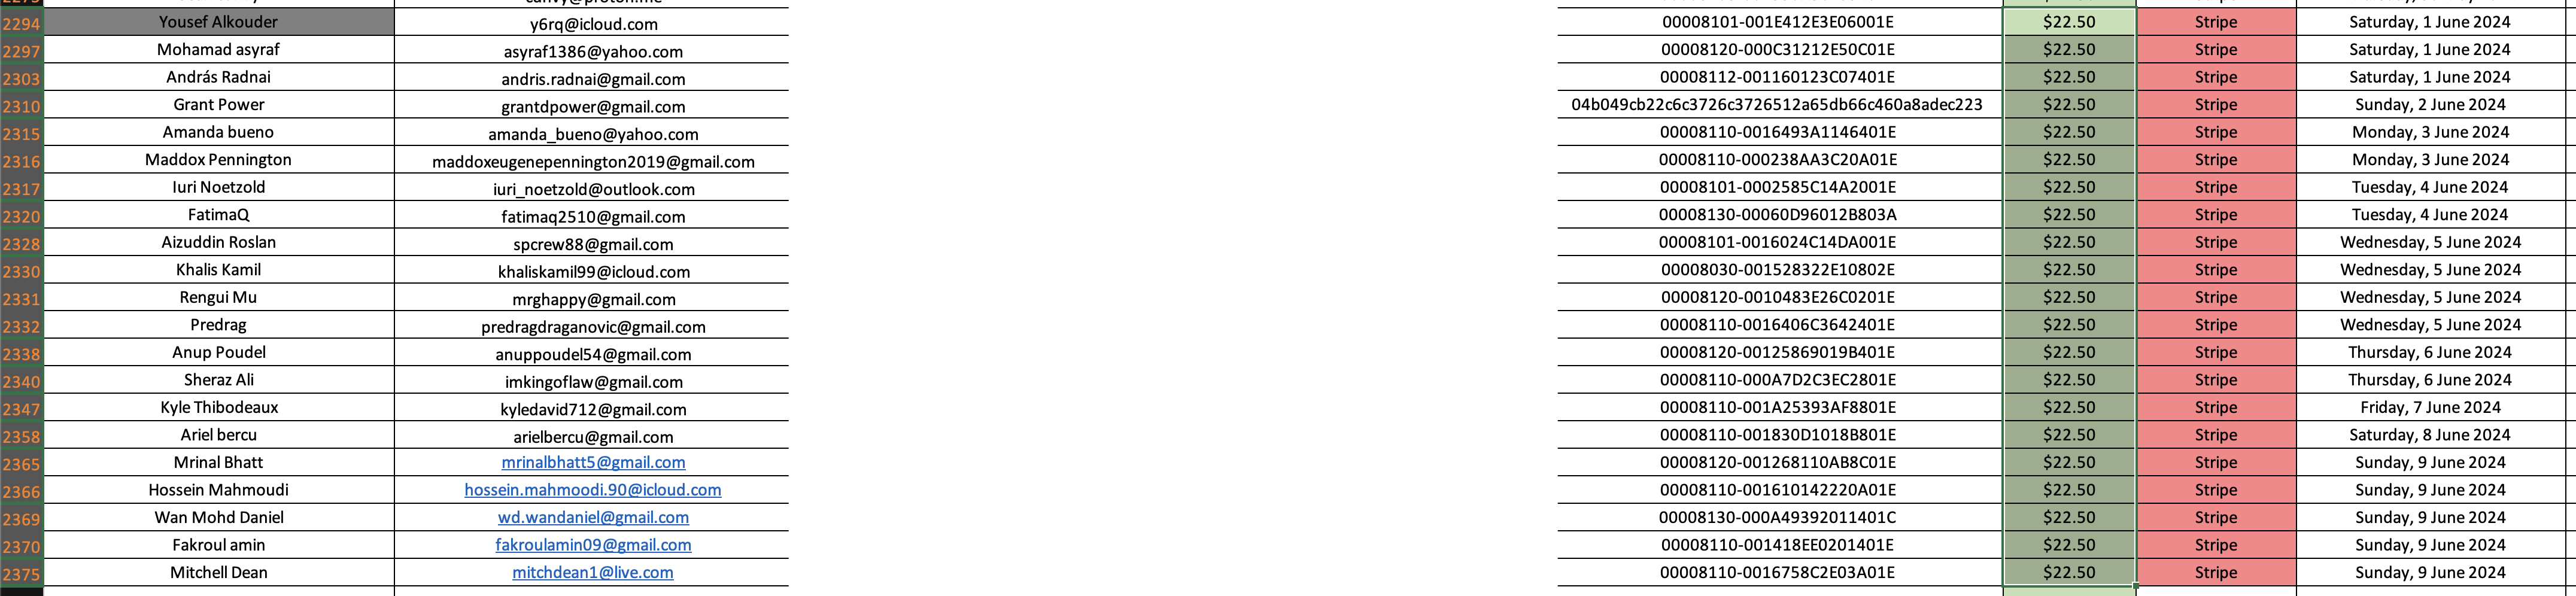 2294 Yousef Alkouder y6rq@icloud.com 00008101-001E412E3E06001E $22.50 Stripe Saturday, 1 June 2024
2297 Mohamad asyraf asyraf1386@yahoo.com 00008120-000C31212E50C01E $22.50 Stripe Saturday, 1 June 2024
2303 András Radnai andris.radnai@gmail.com 00008112-001160123C07401E $22.50 Stripe Saturday, 1 June 2024
2310 Grant Power grantdpower@gmail.com 04b049cb22c6c3726c3726512a65db66c460a8adec223 $22.50 Stripe Sunday, 2 June 2024
2315 Amanda bueno amanda_bueno@yahoo.com 00008110-0016493A1146401E $22.50 Stripe Monday, 3 June 2024
2316 Maddox Pennington maddoxeugenepennington2019@gmail.com 00008110-000238AA3C20A01E $22.50 Stripe Monday, 3 June 2024
2317 Iuri Noetzold iuri_noetzold@outlook.com 00008101-0002585C14A2001E $22.50 Stripe Tuesday, 4 June 2024
2320 FatimaQ fatimaq2510@gmail.com 00008130-00060D96012B803A $22.50 Stripe Tuesday, 4 June 2024
2328 Aizuddin Roslan spcrew88@gmail.com 00008101-0016024C14DA001E $22.50 Stripe Wednesday, 5 June 2024
2330 Khalis Kamil khaliskamil99@icloud.com 00008030-001528322E10802E $22.50 Stripe Wednesday, 5 June 2024
2331 Rengui Mu mrghappy@gmail.com 00008120-0010483E26C0201E $22.50 Stripe Wednesday, 5 June 2024
2332 Predrag predragdraganovic@gmail.com 00008110-0016406C3642401E $22.50 Stripe Wednesday, 5 June 2024
2338 Anup Poudel anuppoudel54@gmail.com 00008120-00125869019B401E $22.50 Stripe Thursday, 6 June 2024
2340 Sheraz Ali imkingoflaw@gmail.com 00008110-000A7D2C3EC2801E $22.50 Stripe Thursday, 6 June 2024
2347 Kyle Thibodeaux kyledavid712@gmail.com 00008110-001A25393AF8801E $22.50 Stripe Friday, 7 June 2024
2358 Ariel bercu arielbercu@gmail.com 00008110-001830D1018B801E $22.50 Stripe Saturday, 8 June 2024
2365 Mrinal Bhatt mrinalbhatt5@gmail.com 00008120-001268110AB8C01E $22.50 Stripe Sunday, 9 June 2024
2366 Hossein Mahmoudi hossein.mahmoodi.90@icloud.com 00008110-001610142220A01E $22.50 Stripe Sunday, 9 June 2024
2369 Wan Mohd Daniel wd.wandaniel@gmail.com 00008130-000A49392011401C $22.50 Stripe Sunday, 9 June 2024
2370 Fakroul amin fakroulamin09@gmail.com 00008110-001418EE0201401E $22.50 Stripe Sunday, 9 June 2024
2375 Mitchell Dean mitchdean1@live.com 00008110-0016758C2E03A01E $22.50 Stripe Sunday, 9 June 2024